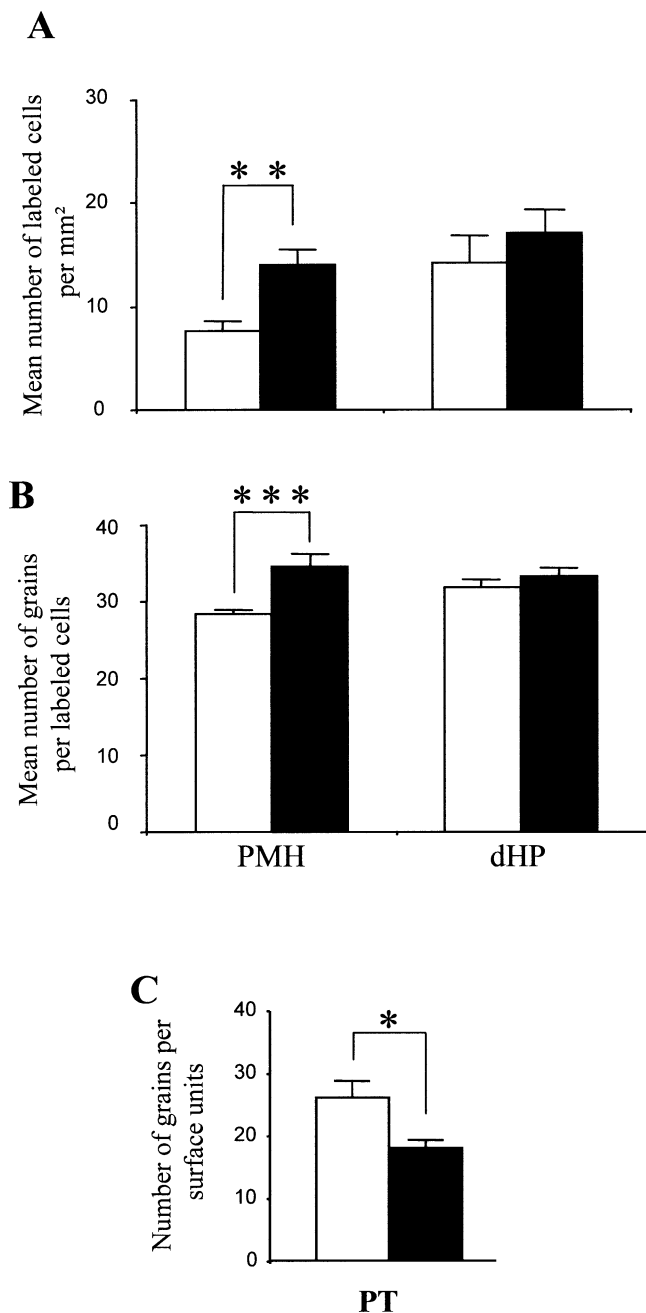 A
Mean number of labeled cells
per mm²
30
20
10
0
* *
B
Mean number of grains
per labeled cells
40
30
20
10
0
***
PMH
dHP
C
Number of grains per
surface units
40
30
20
10
0
*
PT